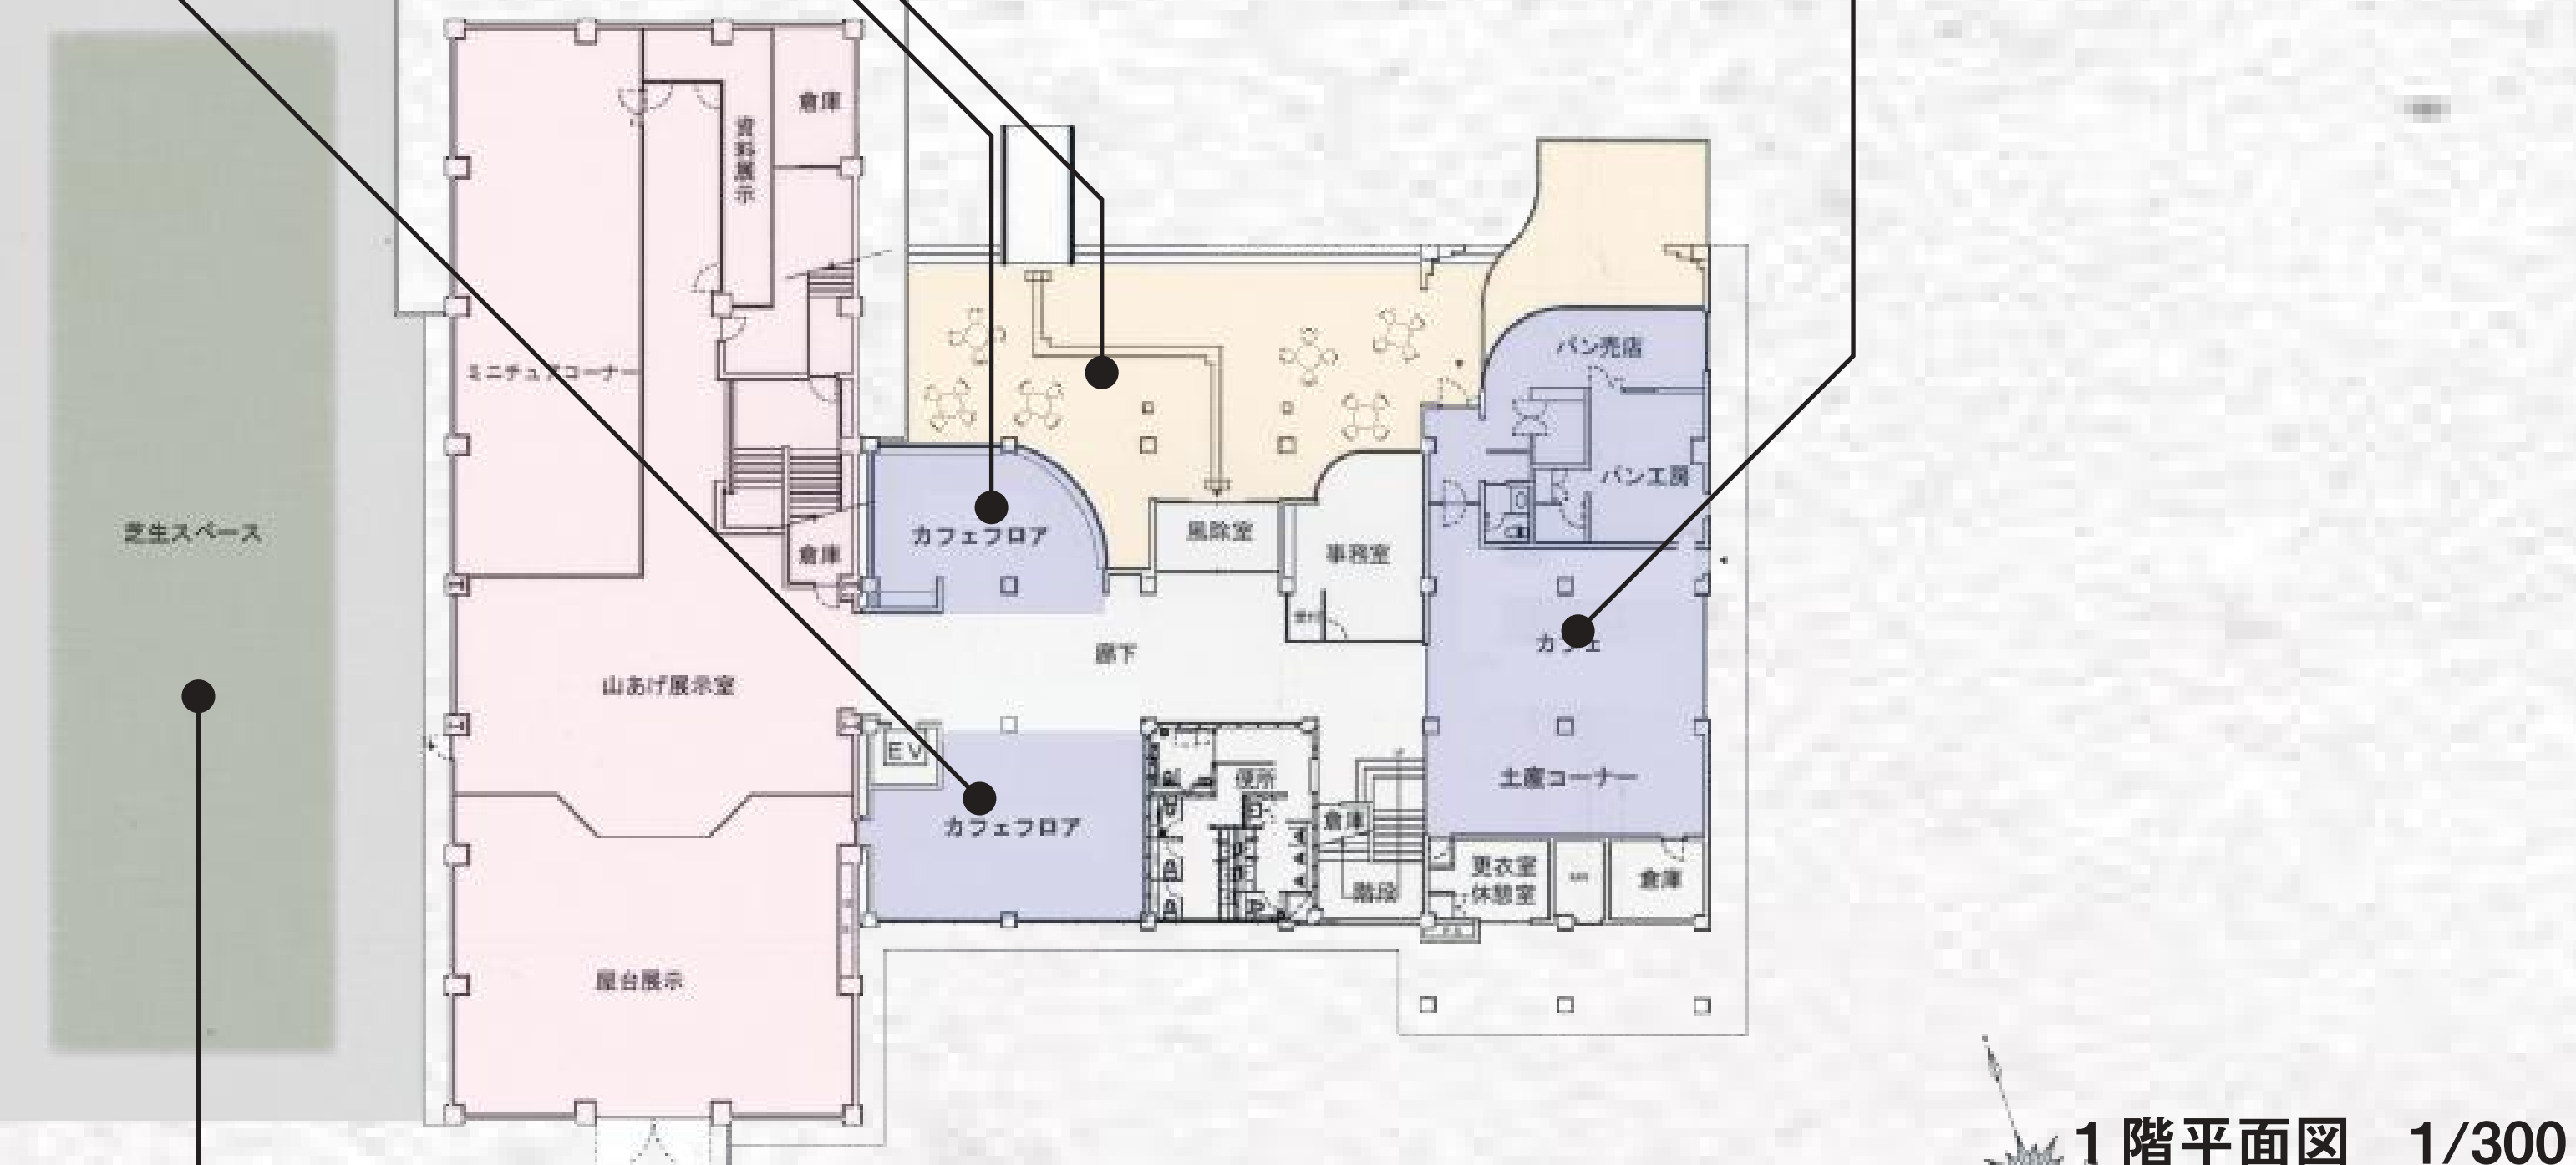 倉庫
資料展示
パン売店
ミニチュアコーナー
パン工房
芝生スペース
カフェフロア
風除室
事務室
倉庫
受付
カフェ
廊下
山あげ展示室
EV
便所
土産コーナー
カフェフロア
倉庫
更衣室
休憩室
倉庫
階段
屋台展示
1階平面図 1/300